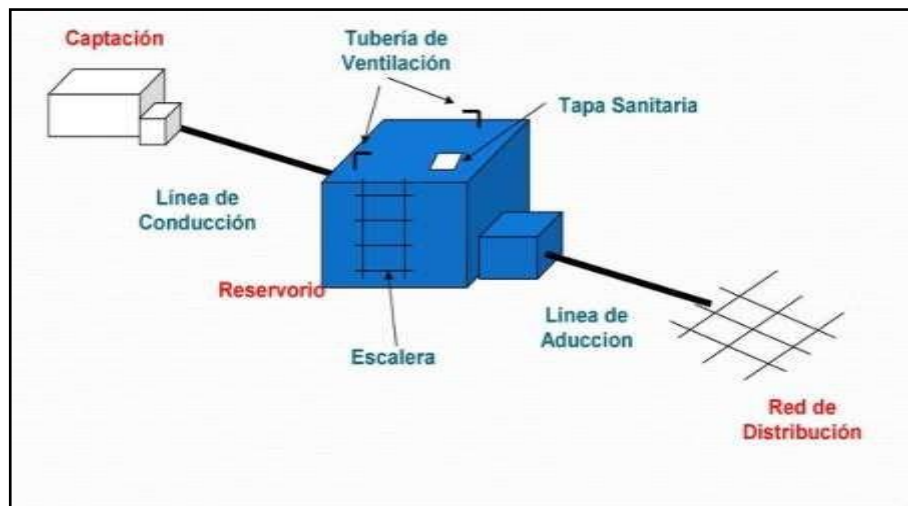 Captación
Tubería de
Ventilación
Tapa Sanitaria
Línea de
Conducción
Reservorio
Escalera
Línea de
Aduccion
Red de
Distribución